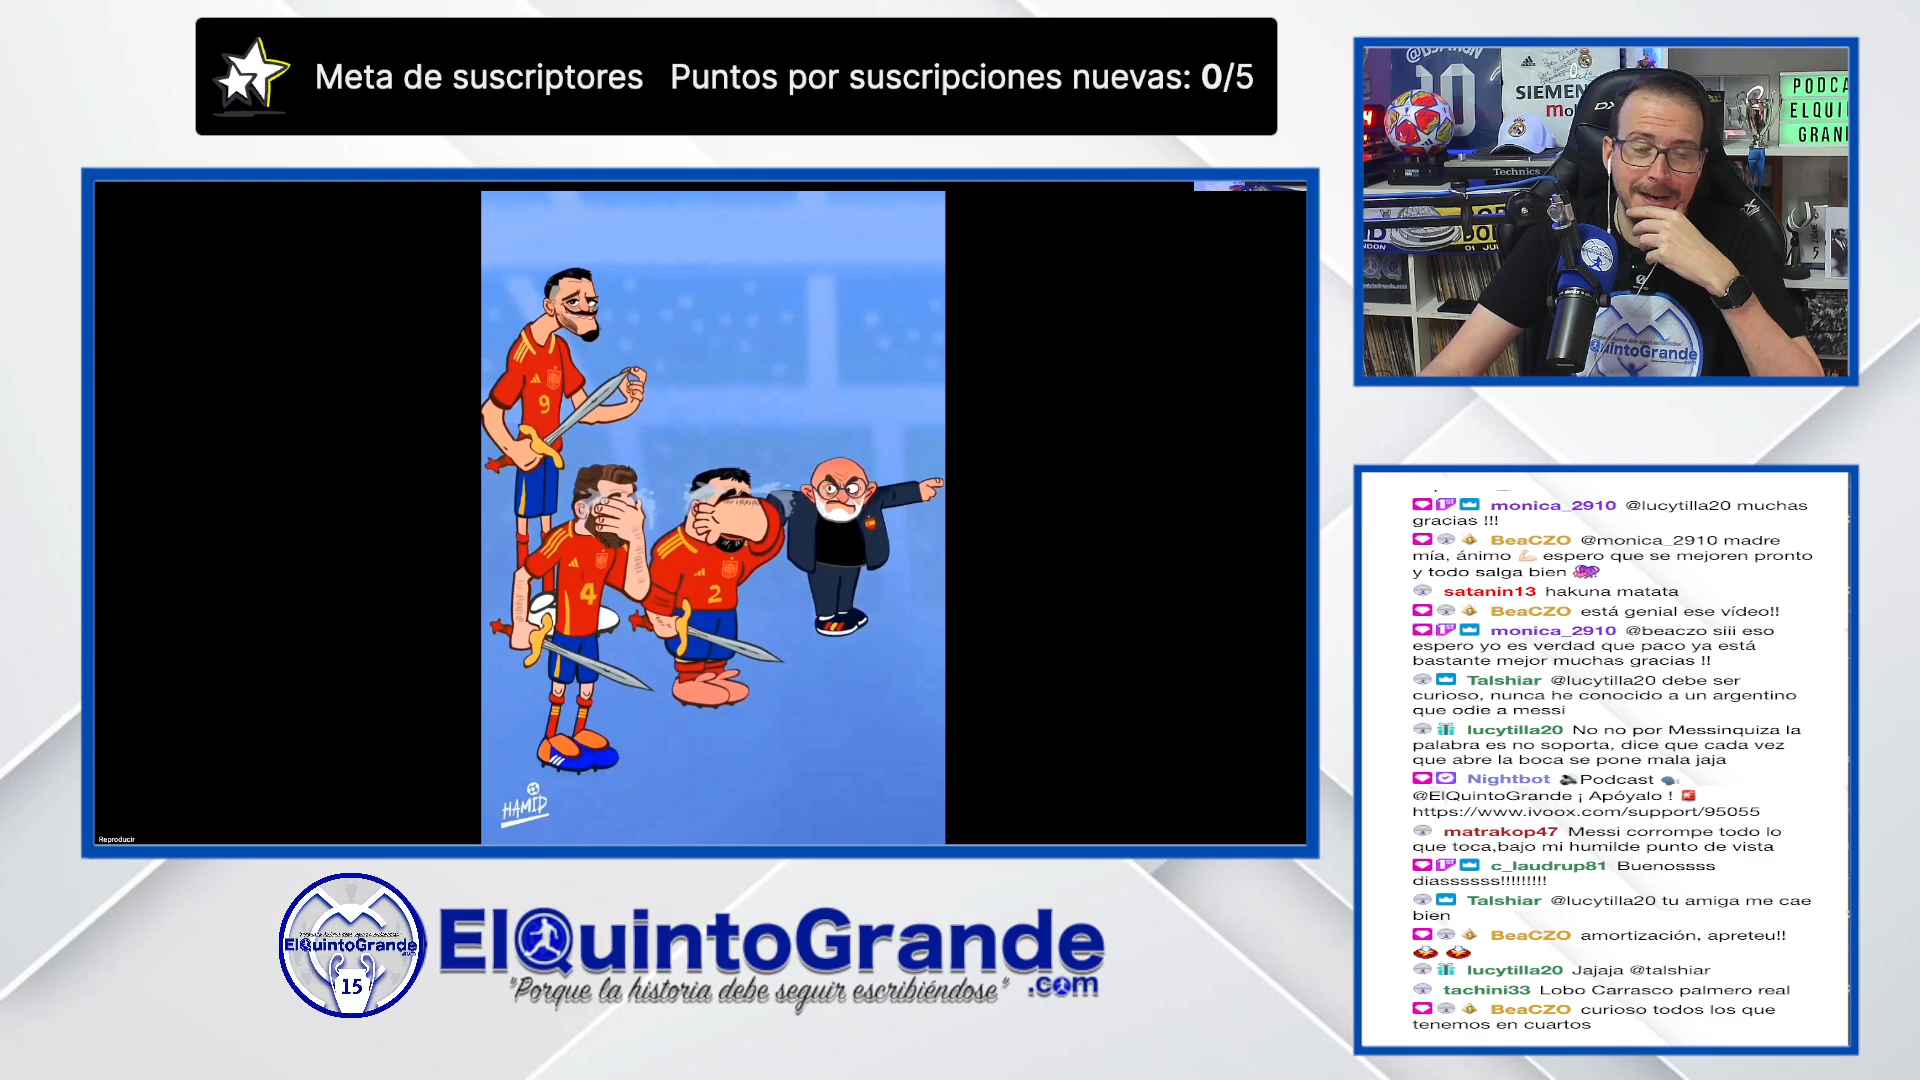 Meta de suscriptores Puntos por suscripciones nuevas: 0/5
10
SIEMEN
Technics
PODCA
ELQUI
GRAN
QuintoGrande
.com
9
4
2
HAMID
Reproducir
monica_2910 @lucytilla20 muchas
gracias !!!
BeaCZO @monica_2910 madre
mía, ánimo 💪🏻 espero que se mejoren pronto
y todo salga bien
satanin13 hakuna matata
BeaCZO está genial ese vídeo!!
monica_2910 @beaczo siii eso
espero yo es verdad que paco ya está
bastante mejor muchas gracias !!
Talshiar @lucytilla20 debe ser
curioso, nunca he conocido a un argentino
que odie a messi
lucytilla20 No no por Messinquiza la
palabra es no soporta, dice que cada vez
que abre la boca se pone mala jaja
Nightbot 🔊Podcast 🗣️
@ElQuintoGrande ¡ Apóyalo ! 🚨
https://www.ivoox.com/support/95055
matrakop47 Messi corrompe todo lo
que toca,bajo mi humilde punto de vista
c_laudrup81 Buenossss
diassssss!!!!!!!!!
Talshiar @lucytilla20 tu amiga me cae
bien
BeaCZO amortización, apreteu!!
lucytilla20 Jajaja @talshiar
tachini33 Lobo Carrasco palmero real
BeaCZO curioso todos los que
tenemos en cuartos
ElQuintoGrande
15
ElQuintoGrande
"Porque la historia debe seguir escribiéndose" .com